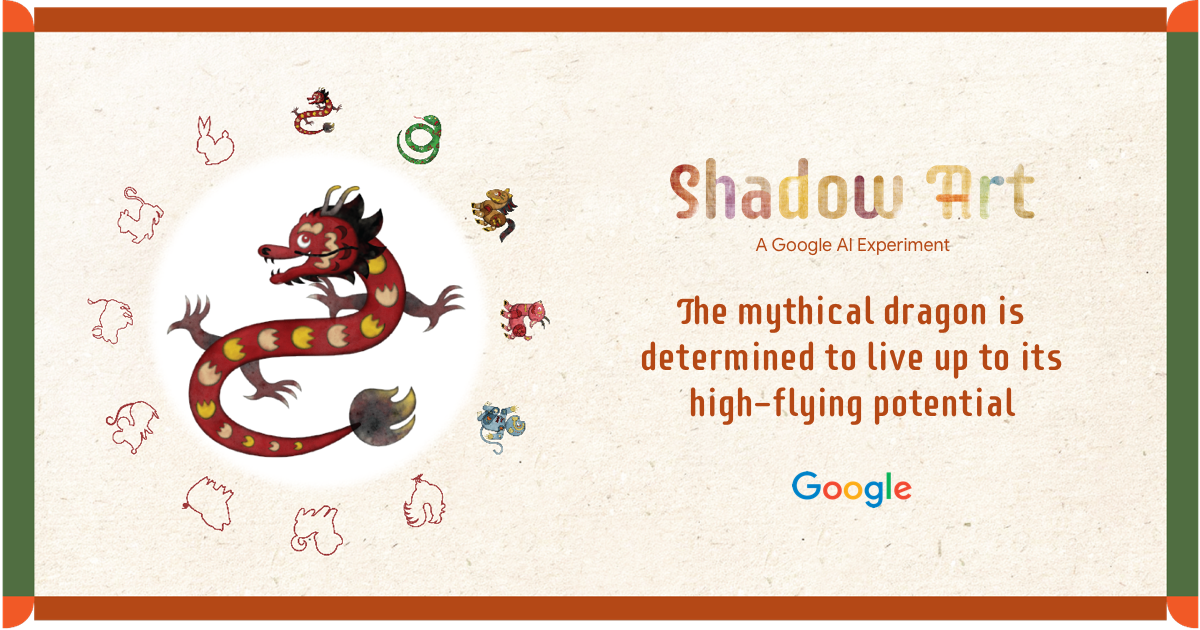 Shadow Art
A Google AI Experiment
The mythical dragon is
determined to live up to its
high-flying potential
Google